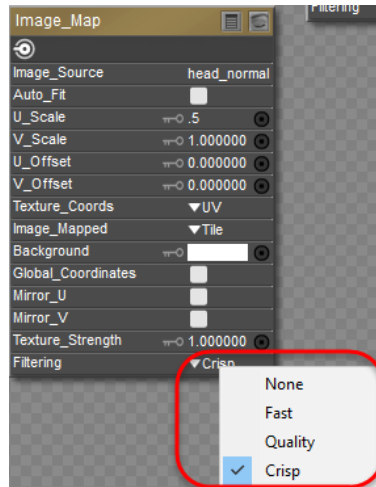 Filtering
Image_Map
Image_Source head_normal
Auto_Fit
U_Scale .5
V_Scale 1.000000
U_Offset 0.000000
V_Offset 0.000000
Texture_Coords ▼UV
Image_Mapped ▼Tile
Background
Global_Coordinates
Mirror_U
Mirror_V
Texture_Strength 1.000000
Filtering ▼Crisp
None
Fast
Quality
✓ Crisp